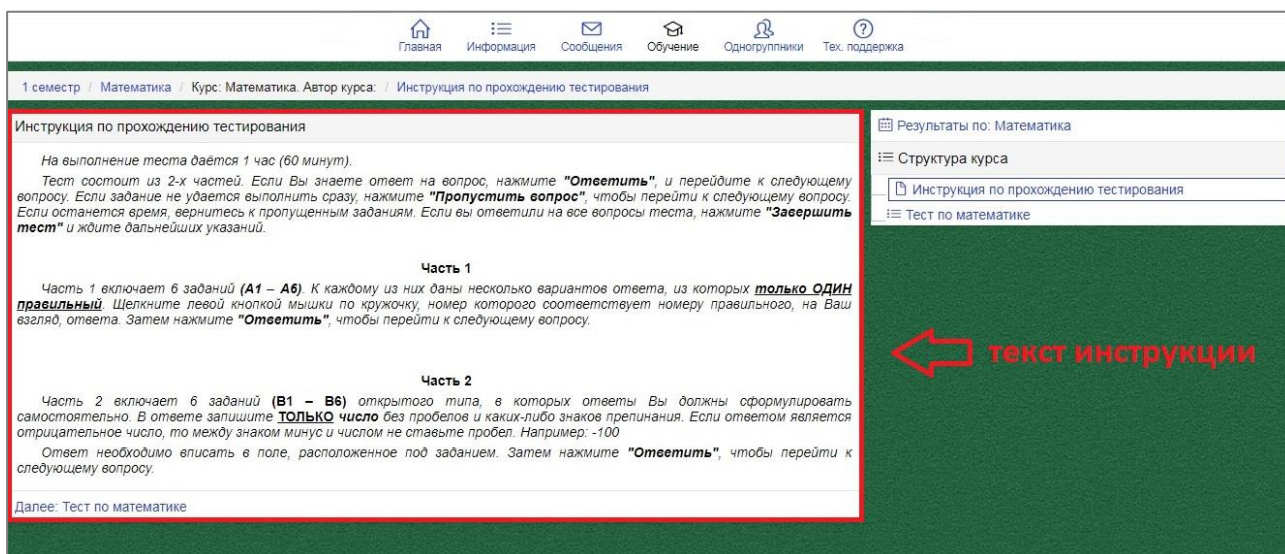 Главная Информация Сообщения Обучение Одногруппники Тех. поддержка
1 семестр / Математика / Курс: Математика. Автор курса: / Инструкция по прохождению тестирования
Инструкция по прохождению тестирования
На выполнение теста даётся 1 час (60 минут).
Тест состоит из 2-х частей. Если Вы знаете ответ на вопрос, нажмите "Ответить", и перейдите к следующему
вопросу. Если задание не удается выполнить сразу, нажмите "Пропустить вопрос", чтобы перейти к следующему вопросу.
Если останется время, вернитесь к пропущенным заданиям. Если вы ответили на все вопросы теста, нажмите "Завершить
тест" и ждите дальнейших указаний.
Часть 1
Часть 1 включает 6 заданий (А1 – А6). К каждому из них даны несколько вариантов ответа, из которых только ОДИН
правильный. Щелкните левой кнопкой мышки по кружочку, номер которого соответствует номеру правильного, на Ваш
взгляд, ответа. Затем нажмите "Ответить", чтобы перейти к следующему вопросу.
Часть 2
Часть 2 включает 6 заданий (В1 – В6) открытого типа, в которых ответы Вы должны сформулировать
самостоятельно. В ответе запишите ТОЛЬКО число без пробелов и каких-либо знаков препинания. Если ответом является
отрицательное число, то между знаком минус и числом не ставьте пробел. Например: -100
Ответ необходимо вписать в поле, расположенное под заданием. Затем нажмите "Ответить", чтобы перейти к
следующему вопросу.
Далее: Тест по математике
Результаты по: Математика
Структура курса
Инструкция по прохождению тестирования
Тест по математике
текст инструкции